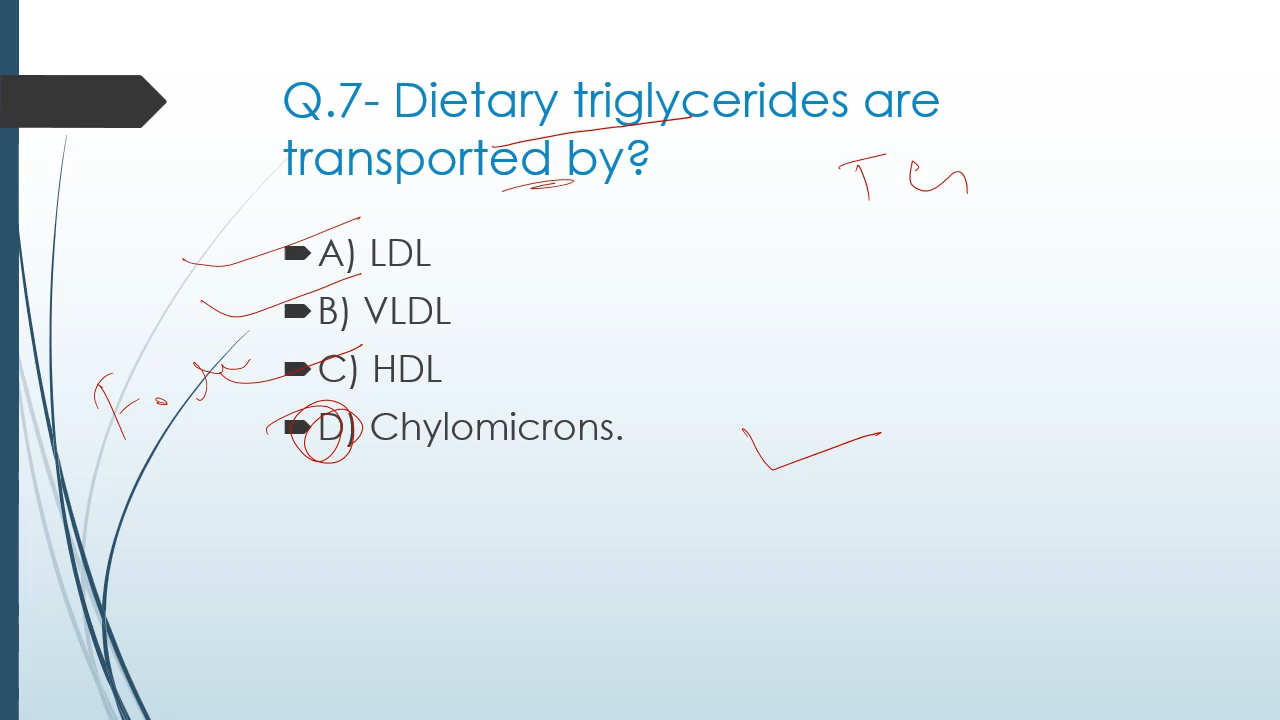 Q.7- Dietary triglycerides are
transported by?
A) LDL
B) VLDL
C) HDL
D) Chylomicrons.